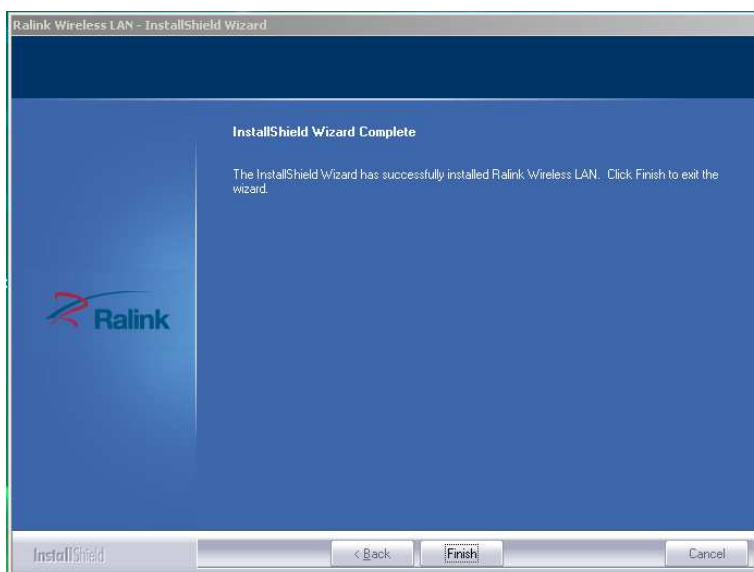 Ralink Wireless LAN - InstallShield Wizard
InstallShield Wizard Complete
The InstallShield Wizard has successfully installed Ralink Wireless LAN. Click Finish to exit the
wizard.
Ralink
InstallShield
< Back
Finish
Cancel